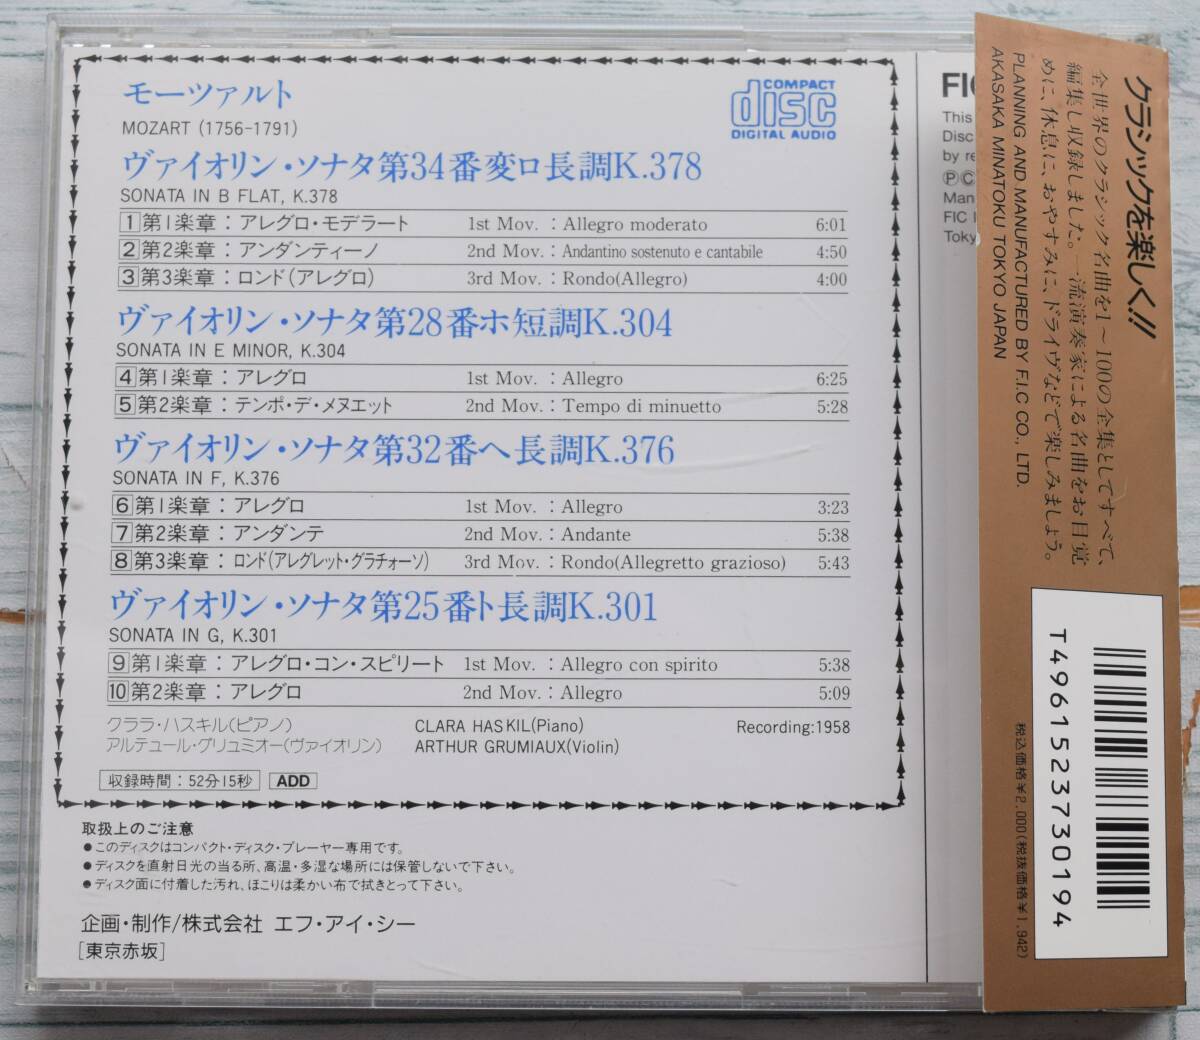 モーツァルト
MOZART (1756-1791)
COMPACT
disc
DIGITAL AUDIO
ヴァイオリン・ソナタ第34番変ロ長調K.378
SONATA IN B FLAT, K.378
1 第1楽章：アレグロ・モデラート 1st Mov.：Allegro moderato 6:01
2 第2楽章：アンダンティーノ 2nd Mov.：Andantino sostenuto e cantabile 4:50
3 第3楽章：ロンド(アレグロ) 3rd Mov.：Rondo(Allegro) 4:00
ヴァイオリン・ソナタ第28番ホ短調K.304
SONATA IN E MINOR, K.304
4 第1楽章：アレグロ 1st Mov.：Allegro 6:25
5 第2楽章：テンポ・デ・メヌエット 2nd Mov.：Tempo di minuetto 5:28
ヴァイオリン・ソナタ第32番ヘ長調K.376
SONATA IN F, K.376
6 第1楽章：アレグロ 1st Mov.：Allegro 3:23
7 第2楽章：アンダンテ 2nd Mov.：Andante 5:38
8 第3楽章：ロンド(アレグレット・グラチォーソ) 3rd Mov.：Rondo(Allegretto grazioso) 5:43
ヴァイオリン・ソナタ第25番ト長調K.301
SONATA IN G, K.301
9 第1楽章：アレグロ・コン・スピリート 1st Mov.：Allegro con spirito 5:38
10 第2楽章：アレグロ 2nd Mov.：Allegro 5:09
クララ・ハスキル(ピアノ) CLARA HASKIL(Piano) Recording:1958
アルテュール・グリュミオー(ヴァイオリン) ARTHUR GRUMIAUX(Violin)
収録時間：52分15秒 ADD
取扱上のご注意
●このディスクはコンパクト・ディスク・プレーヤー専用です。
●ディスクを直射日光の当る所、高温・多湿な場所には保管しないで下さい。
●ディスク面に付着した汚れ、ほこりは柔かい布で拭きとって下さい。
企画・制作/株式会社 エフ・アイ・シー
[東京赤坂]
FIC
This
Disc
by re
ⓅⒸ
Man
FIC I
Toky
クラシックを楽しく!!
全世界のクラシック名曲を1～100の全集としてすべて、
編集し収録しました。一流演奏家による名曲をお目覚
めに、休息に、おやすみに、ドライヴなどで楽しみましょう。
PLANNING AND MANUFACTURED BY F.I.C CO., LTD.
AKASAKA MINATOKU TOKYO JAPAN
T4961523730194
税込価格￥2,000(税抜価格￥1,942)